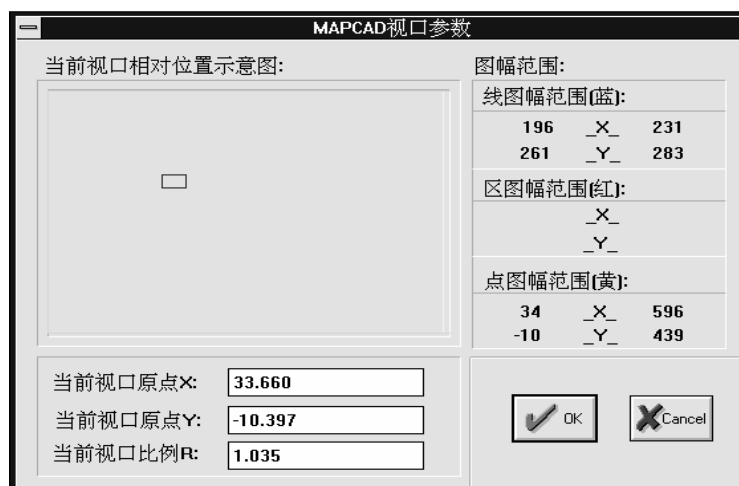 MAPCAD视口参数
当前视口相对位置示意图:
图幅范围:
线图幅范围(蓝):
196 _X_ 231
261 _Y_ 283
区图幅范围(红):
_X_
_Y_
点图幅范围(黄):
34 _X_ 596
-10 _Y_ 439
当前视口原点X: 33.660
当前视口原点Y: -10.397
当前视口比例R: 1.035
OK Cancel